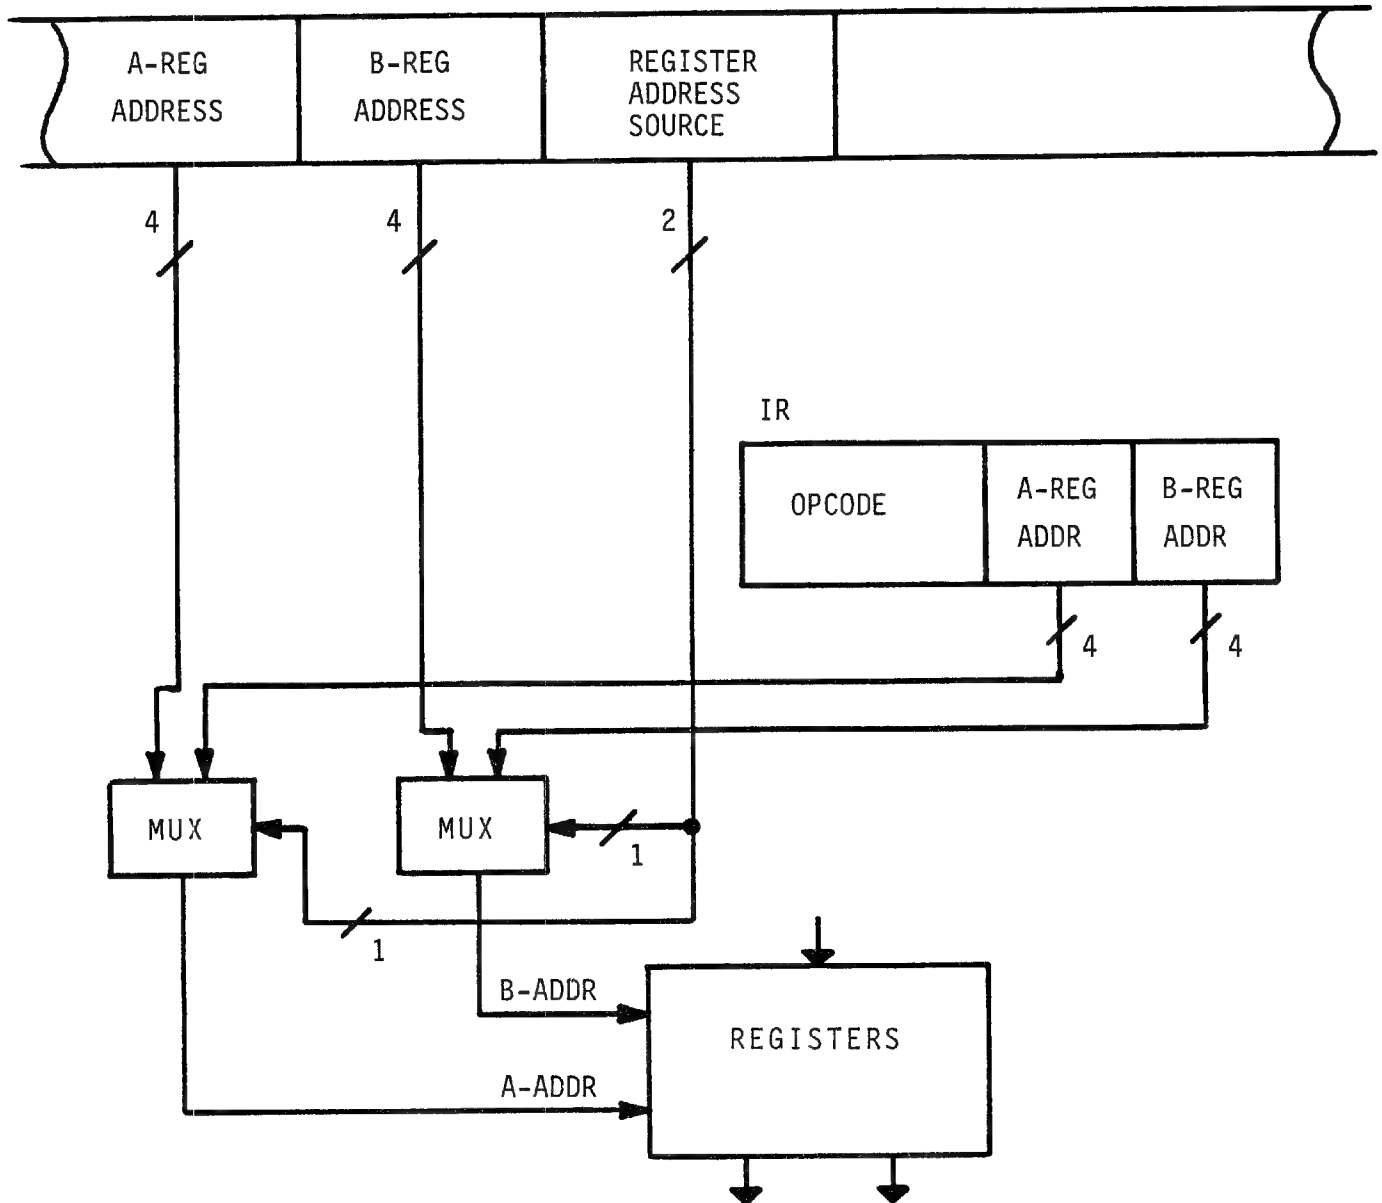 A-REG
ADDRESS
B-REG
ADDRESS
REGISTER
ADDRESS
SOURCE
4
4
2
IR
OPCODE
A-REG
ADDR
B-REG
ADDR
4
4
MUX
MUX
1
1
B-ADDR
REGISTERS
A-ADDR